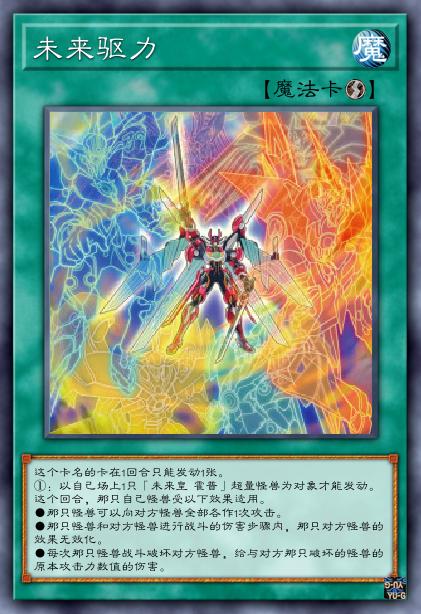 未来驱力
魔
【魔法卡】
这个卡名的卡在1回合只能发动1张。
①：以自己场上1只「未来皇 霍普」超量怪兽为对象才能发动。
这个回合，那只自己怪兽受以下效果适用。
●那只怪兽可以向对方怪兽全部各作1次攻击。
●那只怪兽和对方怪兽进行战斗的伤害步骤内，那只对方怪兽的
效果无效化。
●每次那只怪兽战斗破坏对方怪兽，给与对方那只破坏的怪兽的
原本攻击力数值的伤害。
YU-G